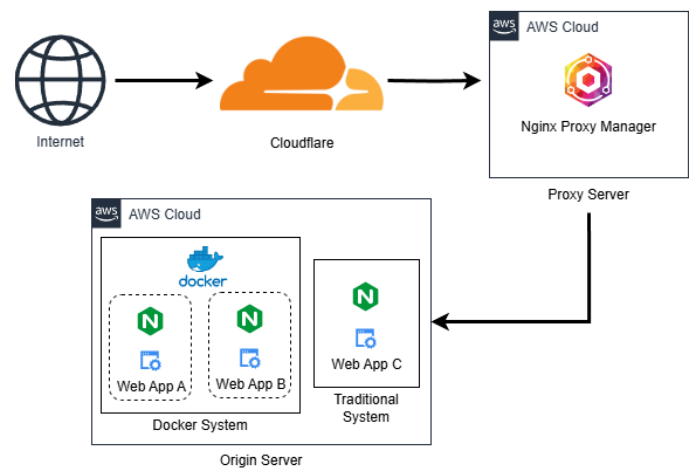 aws
AWS Cloud
Nginx Proxy Manager
Internet
Cloudflare
Proxy Server
aws
AWS Cloud
docker
Web App A
Web App B
Web App C
Docker System
Traditional
System
Origin Server